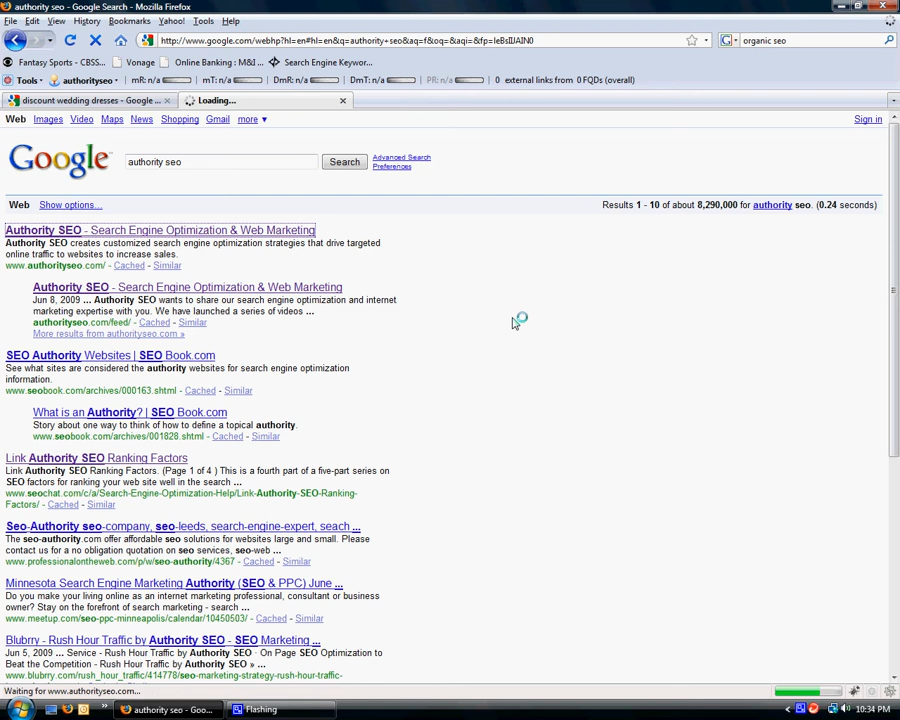 authority seo - Google Search - Mozilla Firefox
File Edit View History Bookmarks Yahoo! Tools Help
http://www.google.com/webhp?hl=en#hl=en&q=authority+seo&aq=f&oq=&aqi=&fp=
organic seo
Fantasy Sports - CBSS... Vonage Online Banking : M&I ... Search Engine Keywor...
Tools authorityseo mR: n/a mT: n/a DmR: n/a DmT: n/a PR: n/a 0 external links from 0 FQDs (overall)
discount wedding dresses - Google ... Loading...
Web Images Video Maps News Shopping Gmail more ▼ Sign in
Google authority seo Search Advanced Search
Preferences
Web Show options... Results 1 - 10 of about 8,290,000 for authority seo. (0.24 seconds)
Authority SEO - Search Engine Optimization & Web Marketing
Authority SEO creates customized search engine optimization strategies that drive targeted
online traffic to websites to increase sales.
www.authorityseo.com/ - Cached - Similar
Authority SEO - Search Engine Optimization & Web Marketing
Jun 8, 2009 ... Authority SEO wants to share our search engine optimization and internet
marketing expertise with you. We have launched a series of videos ...
authorityseo.com/feed/ - Cached - Similar
More results from authorityseo.com »
SEO Authority Websites | SEO Book.com
See what sites are considered the authority websites for search engine optimization
information.
www.seobook.com/archives/000163.shtml - Cached - Similar
What is an Authority? | SEO Book.com
Story about one way to think of how to define a topical authority.
www.seobook.com/archives/001828.shtml - Cached - Similar
Link Authority SEO Ranking Factors
Link Authority SEO Ranking Factors. (Page 1 of 4 ) This is a fourth part of a five-part series on
SEO factors for ranking your web site well in the search ...
www.seochat.com/c/a/Search-Engine-Optimization-Help/Link-Authority-SEO-Ranking-
Factors/ - Cached - Similar
Seo-Authority seo-company, seo-leeds, search-engine-expert, seach ...
The seo-authority.com offer affordable seo solutions for websites large and small. Please
contact us for a no obligation quotation on seo services, seo-web ...
www.professionalontheweb.com/p/w/seo-authority/4367 - Cached - Similar
Minnesota Search Engine Marketing Authority (SEO & PPC) June ...
Do you make your living online as an internet marketing professional, consultant or business
owner? Stay on the forefront of search marketing - search ...
www.meetup.com/seo-ppc-minneapolis/calendar/10450503/ - Cached - Similar
Blubrry - Rush Hour Traffic by Authority SEO - SEO Marketing ...
Jun 5, 2009 ... Service - Rush Hour Traffic by Authority SEO · On Page SEO Optimization to
Beat the Competition - Rush Hour Traffic by Authority SEO » ...
www.blubrry.com/rush_hour_traffic/414778/seo-marketing-strategy-rush-hour-
Waiting for www.authorityseo.com...
authority seo - Goo... Flashing 10:34 PM